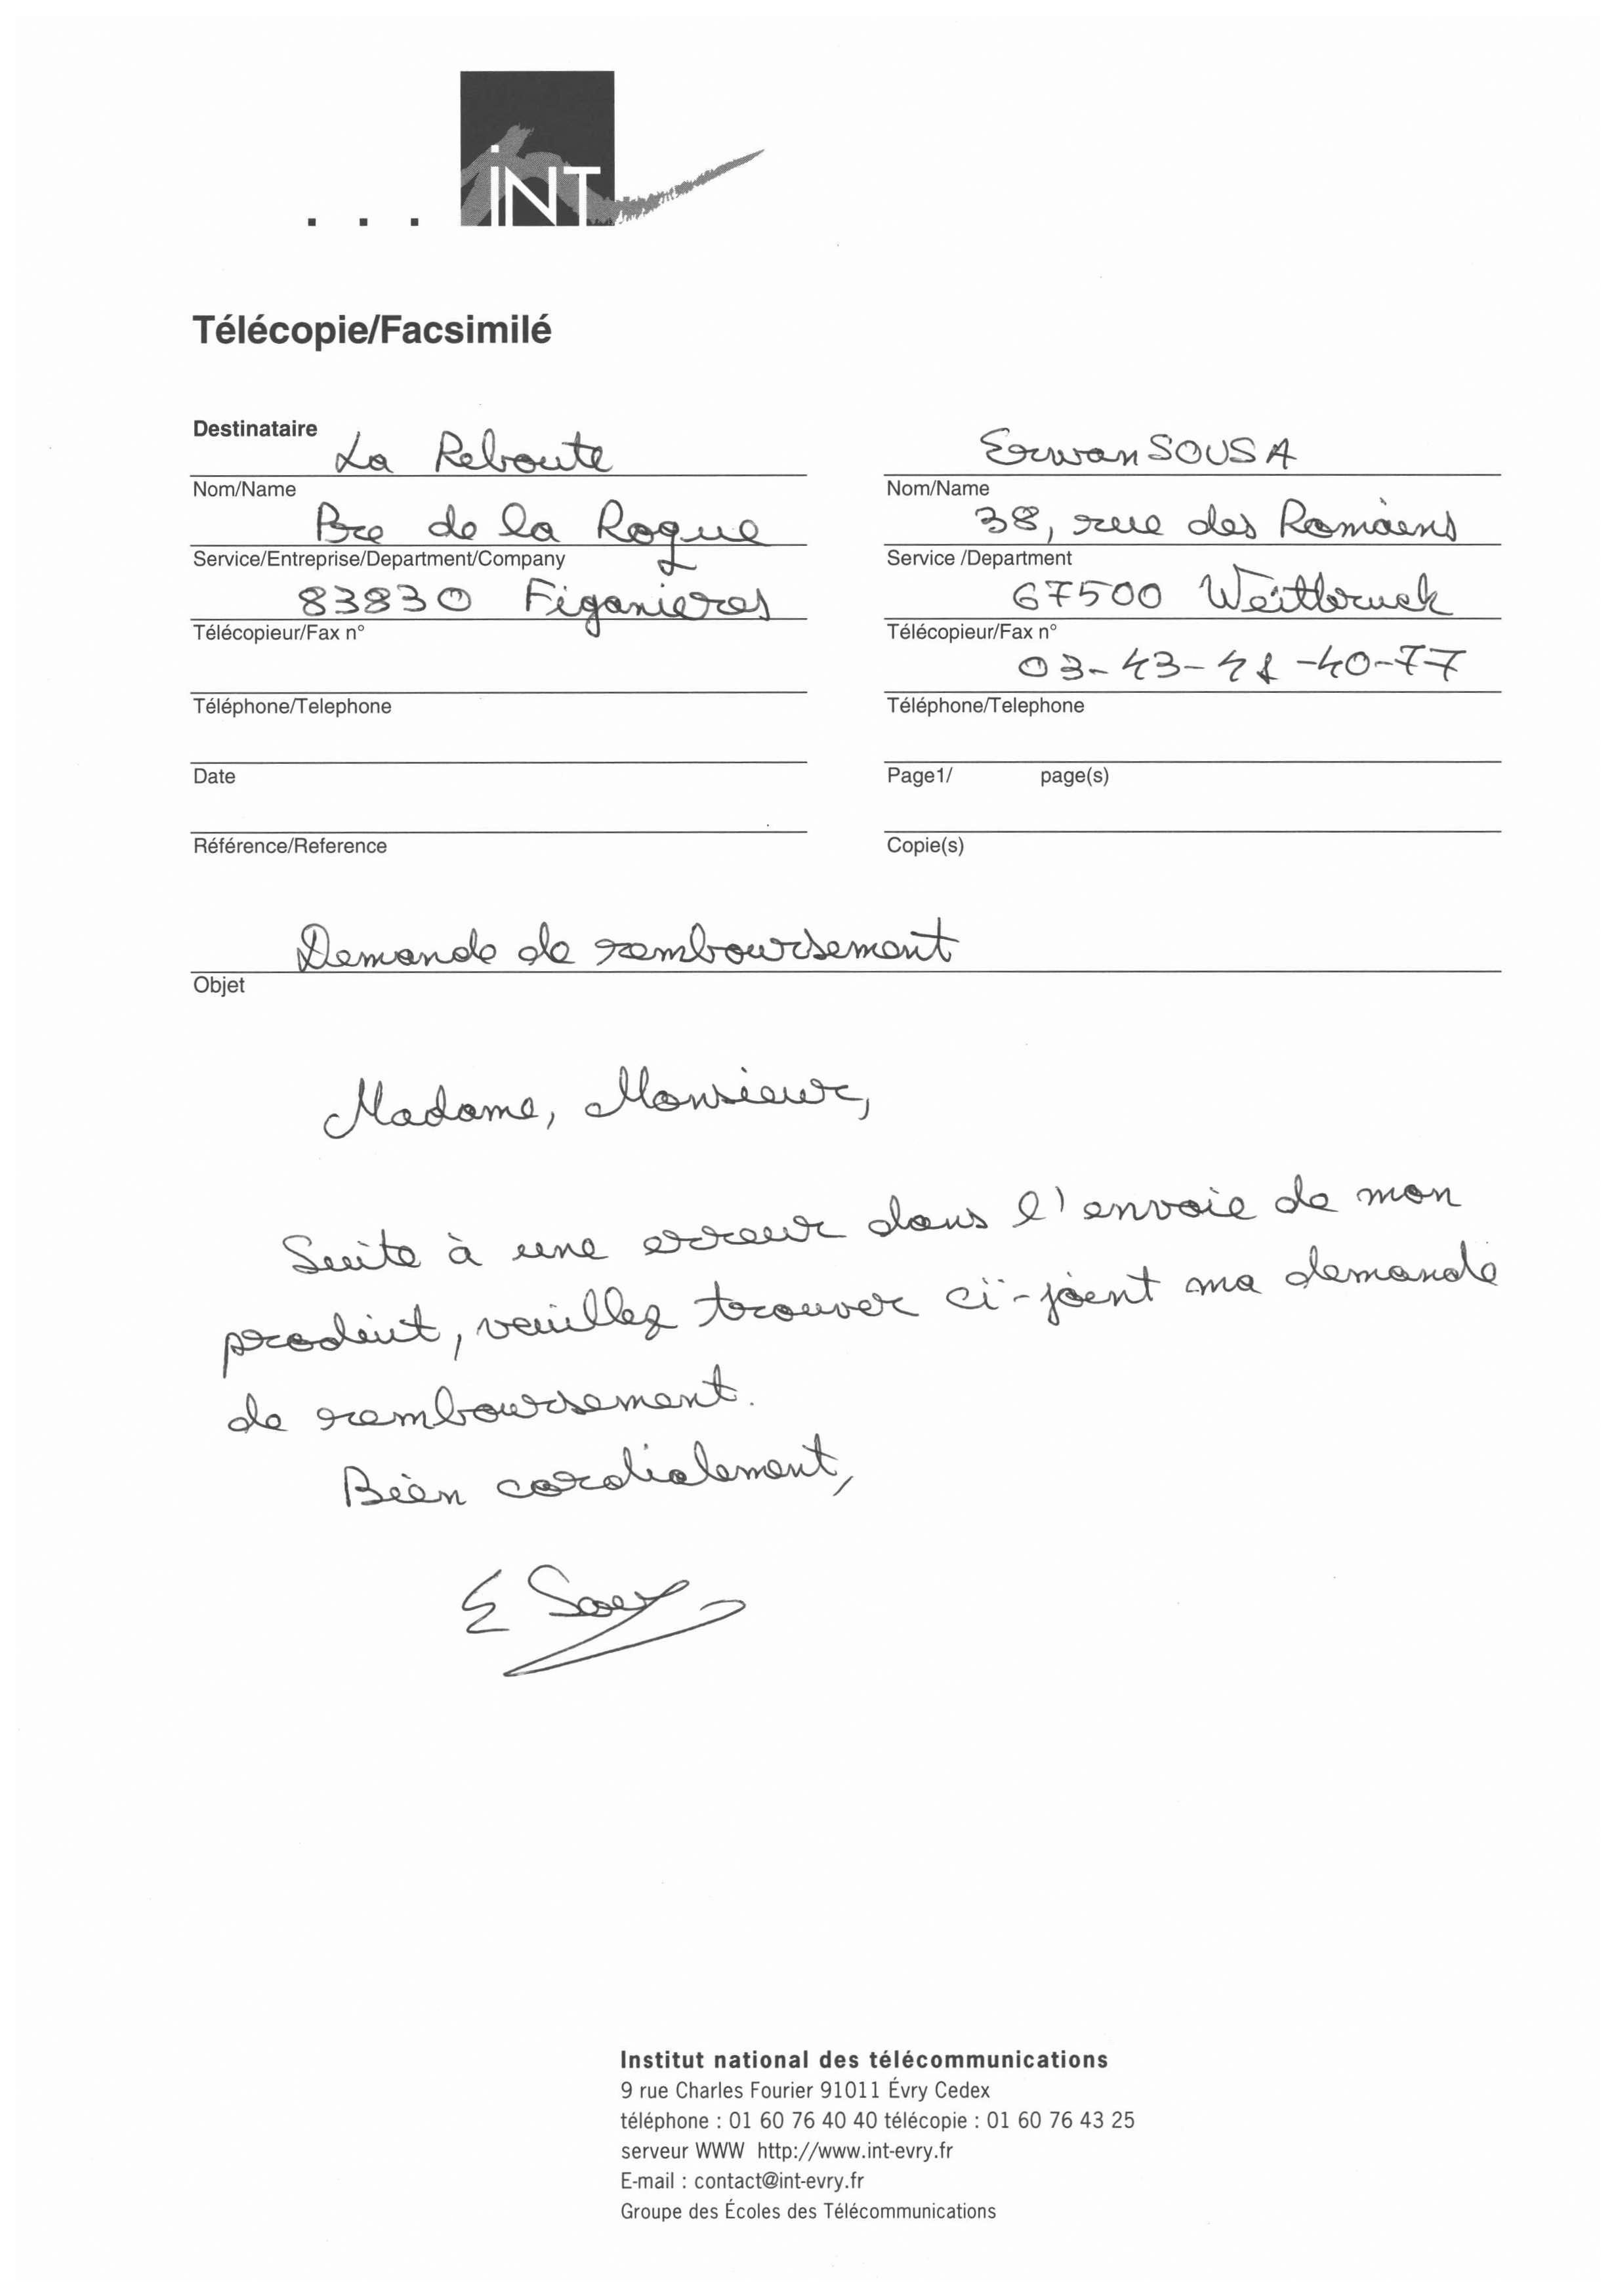 . . . iNT
Télécopie/Facsimilé
Destinataire
La Reboute
Nom/Name
Bre de la Roque
Service/Entreprise/Department/Company
83830 Figanieres
Télécopieur/Fax n°
Téléphone/Telephone
Date
Référence/Reference
Erwan SOUSA
Nom/Name
38, rue des Romains
Service /Department
67500 Weitbruck
Télécopieur/Fax n°
03-43-41-40-77
Téléphone/Telephone
Page1/ page(s)
Copie(s)
Demande de remboursement
Objet
Madame, Monsieur,
Suite à une erreur dans l'envoie de mon
produit, veuillez trouver ci-joint ma demande
de remboursement.
Bien cordialement,
Institut national des télécommunications
9 rue Charles Fourier 91011 Évry Cedex
téléphone : 01 60 76 40 40 télécopie : 01 60 76 43 25
serveur WWW http://www.int-evry.fr
E-mail : contact@int-evry.fr
Groupe des Écoles des Télécommunications